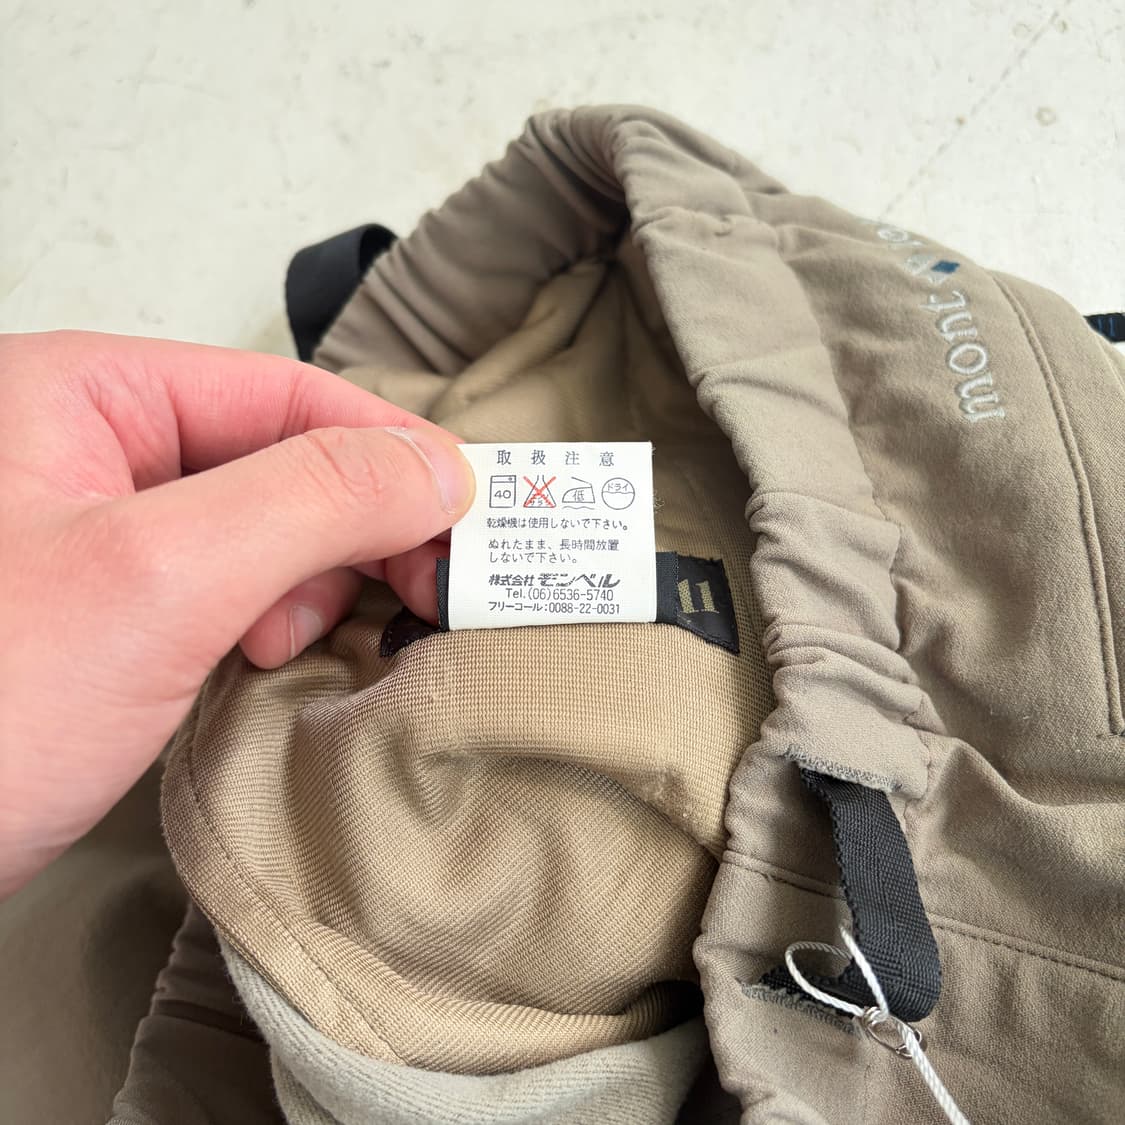 取扱注意
40 サラシ 低 ドライ
乾燥機は使用しないで下さい。
ぬれたまま、長時間放置
しないで下さい。
株式会社 モンベル
Tel.(06)6536-5740
フリーコール:0088-22-0031
mont